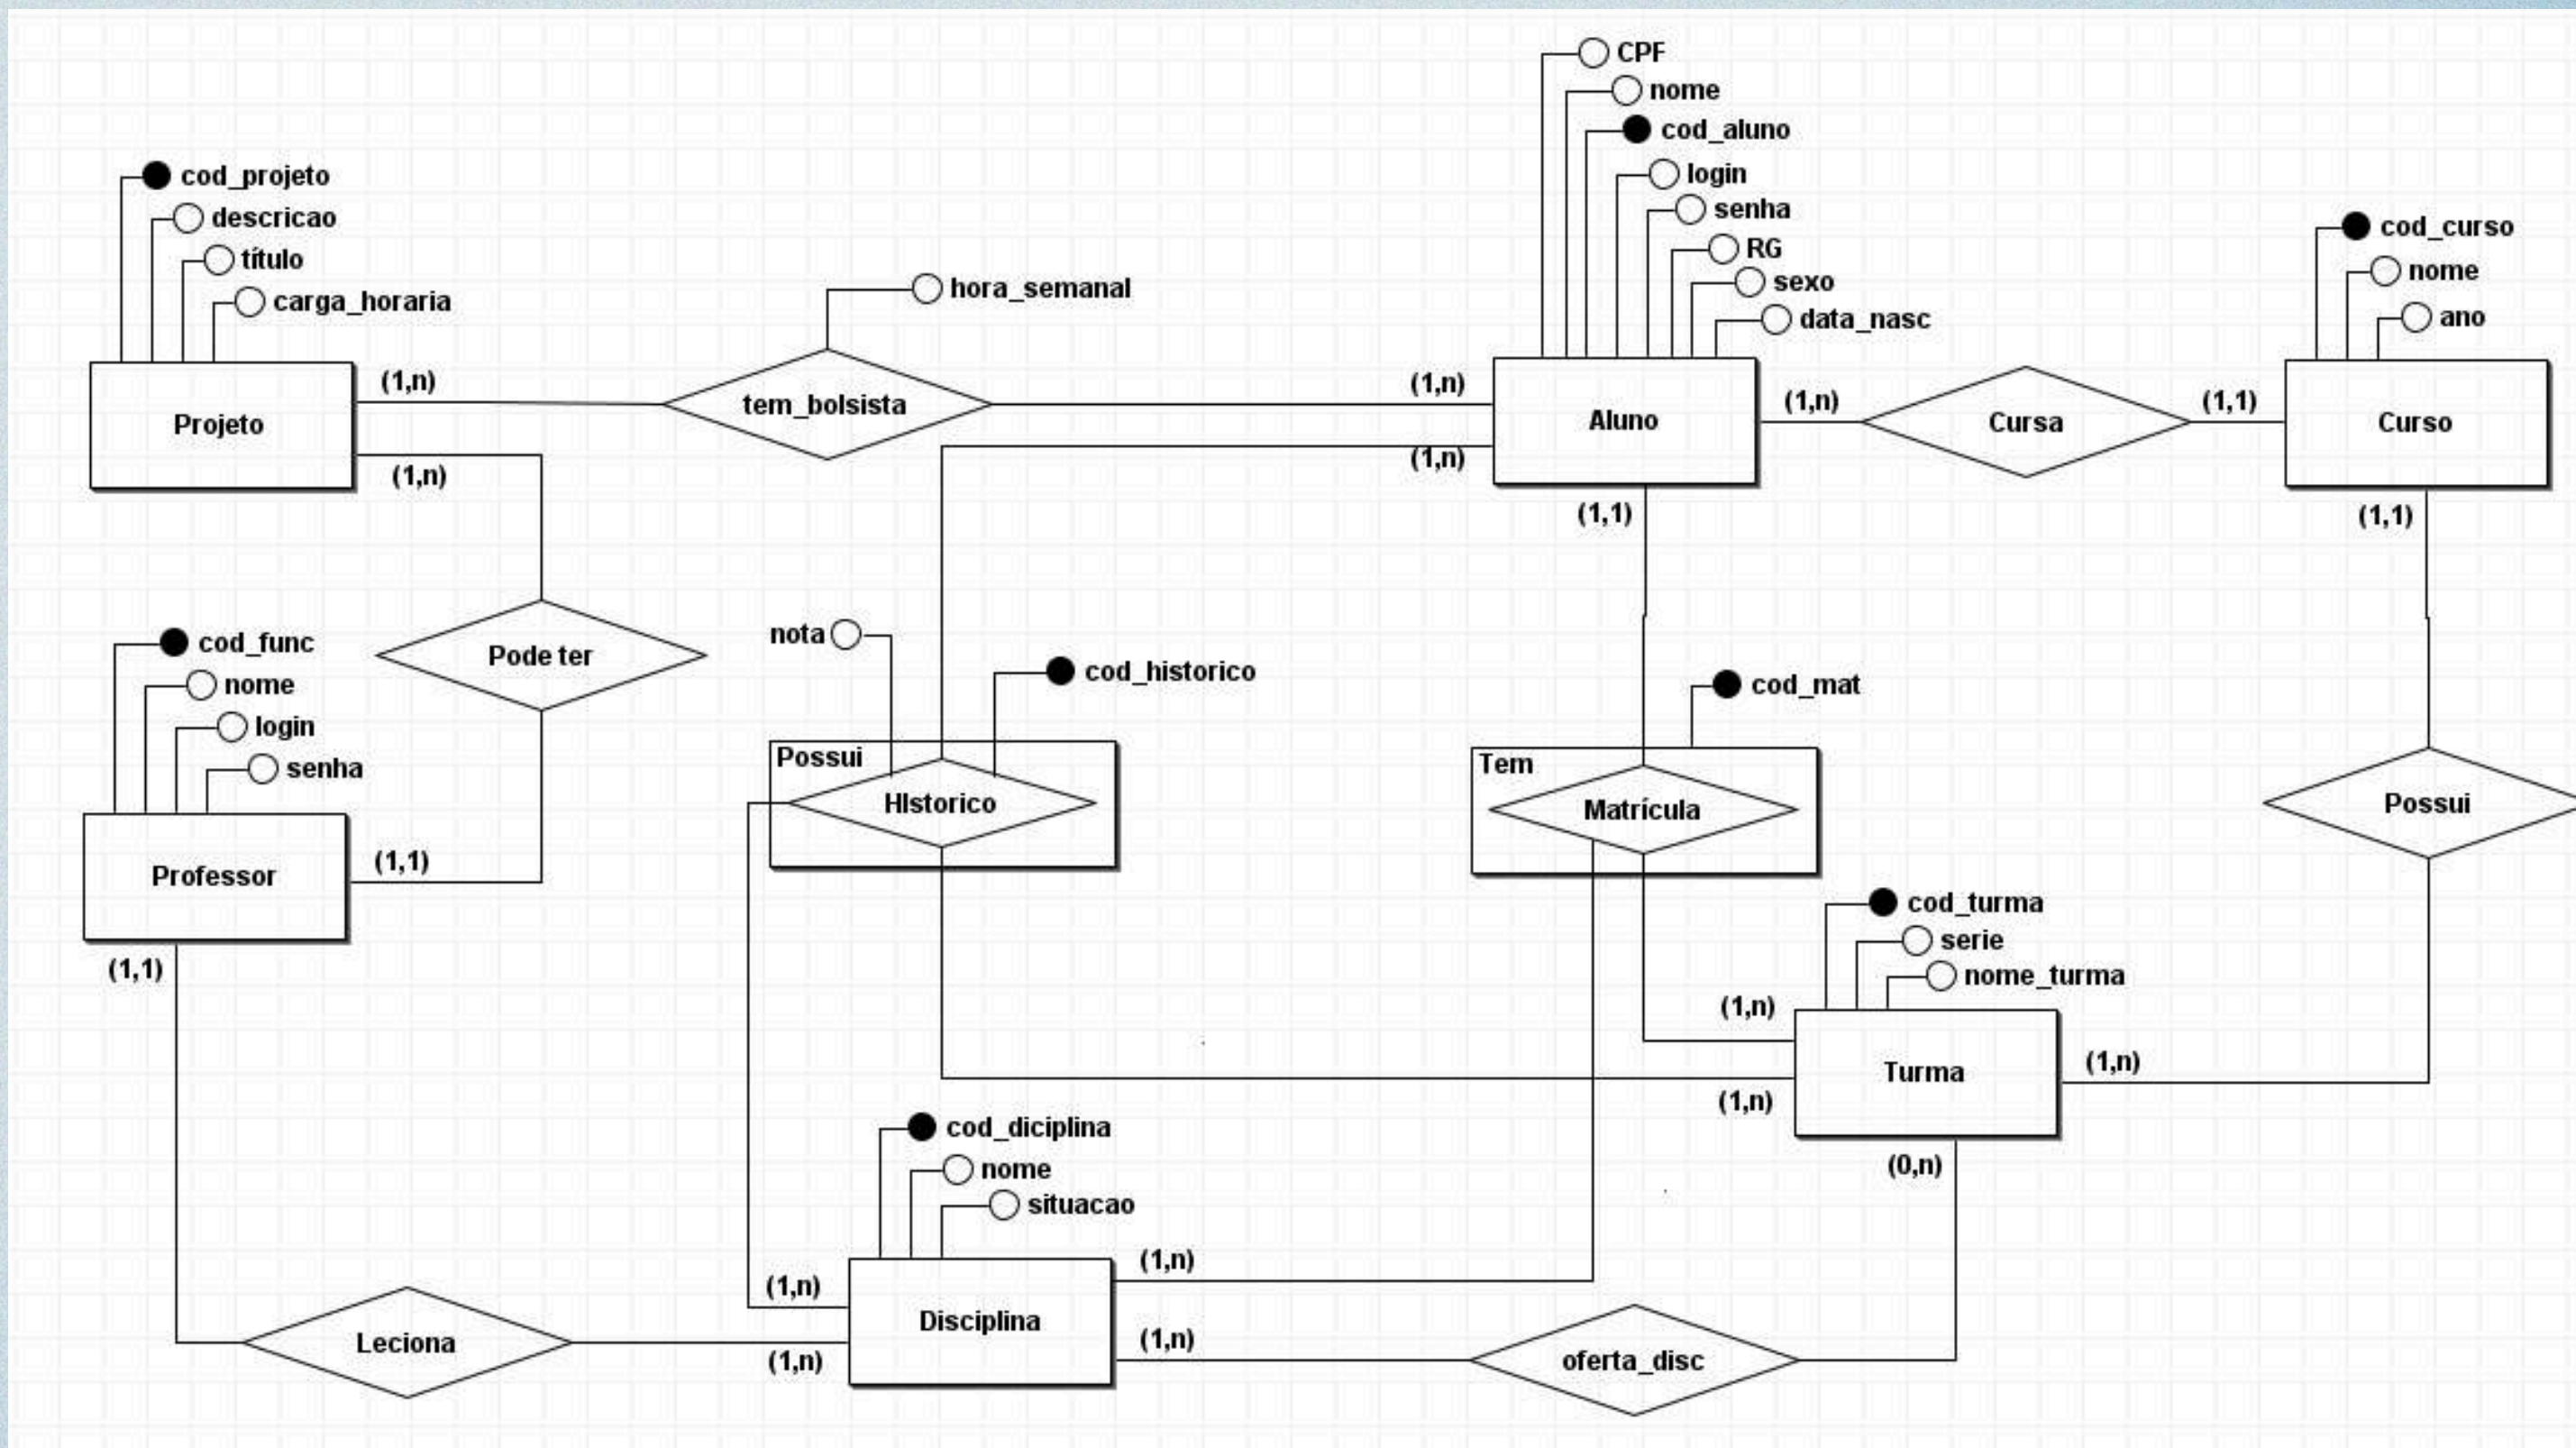 CPF
nome
cod_aluno
login
senha
RG
sexo
data_nasc
cod_projeto
descricao
título
carga_horaria
hora_semanal
cod_curso
nome
ano
Projeto
(1,n)
(1,n)
tem_bolsista
(1,n)
(1,n)
Aluno
(1,n)
(1,1)
Cursa
(1,1)
Curso
(1,1)
cod_func
nome
login
senha
Pode ter
nota
cod_historico
cod_mat
Possui
HIstorico
Tem
Matrícula
Possui
Professor
(1,1)
(1,1)
cod_turma
serie
nome_turma
(1,n)
(1,n)
Turma
(1,n)
(0,n)
cod_diciplina
nome
situacao
(1,n)
(1,n)
Disciplina
(1,n)
(1,n)
Leciona
oferta_disc